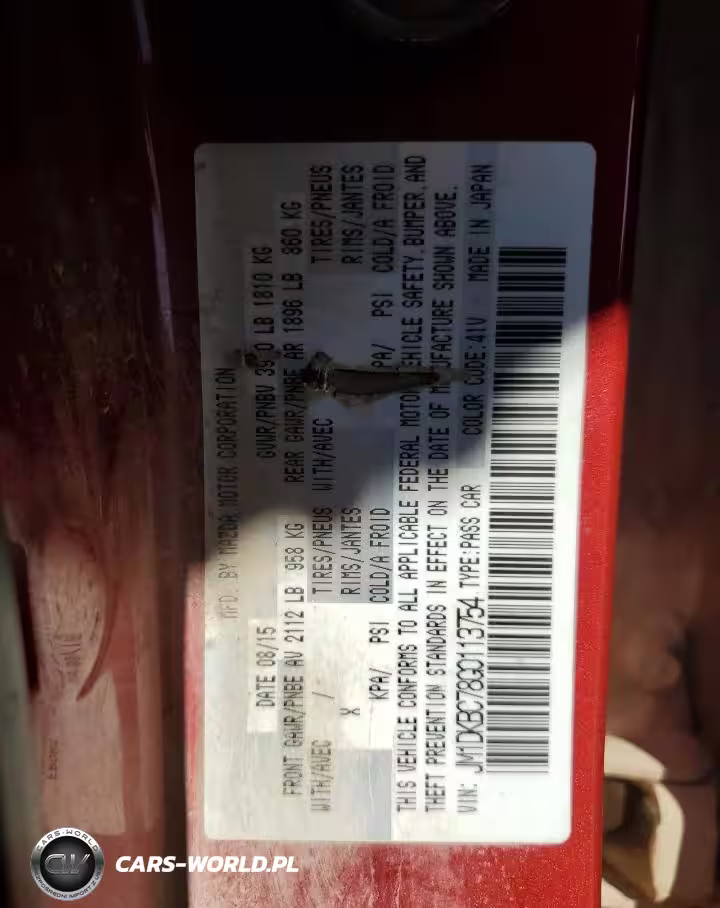 MFD. BY MAZDA MOTOR CORPORATION
DATE 08/15 GVWR/PNBV LB 1810 KG
FRONT GAWR/PNBE AV 2112 LB 958 KG REAR GAWR/PNBE AR 1896 LB 860 KG
WITH/AVEC / TIRES/PNEUS WITH/AVEC TIRES/PNEUS
X RIMS/JANTES RIMS/JANTES
KPA/ PSI COLD/A FROID KPA/ PSI COLD/A FROID
THIS VEHICLE CONFORMS TO ALL APPLICABLE FEDERAL MOTOR VEHICLE SAFETY, BUMPER, AND
THEFT PREVENTION STANDARDS IN EFFECT ON THE DATE OF MANUFACTURE SHOWN ABOVE.
VIN: JM1DKBC78G0113754 TYPE:PASS CAR COLOR CODE:41V MADE IN JAPAN
CARS-WORLD
CW
CARS-WORLD.PL